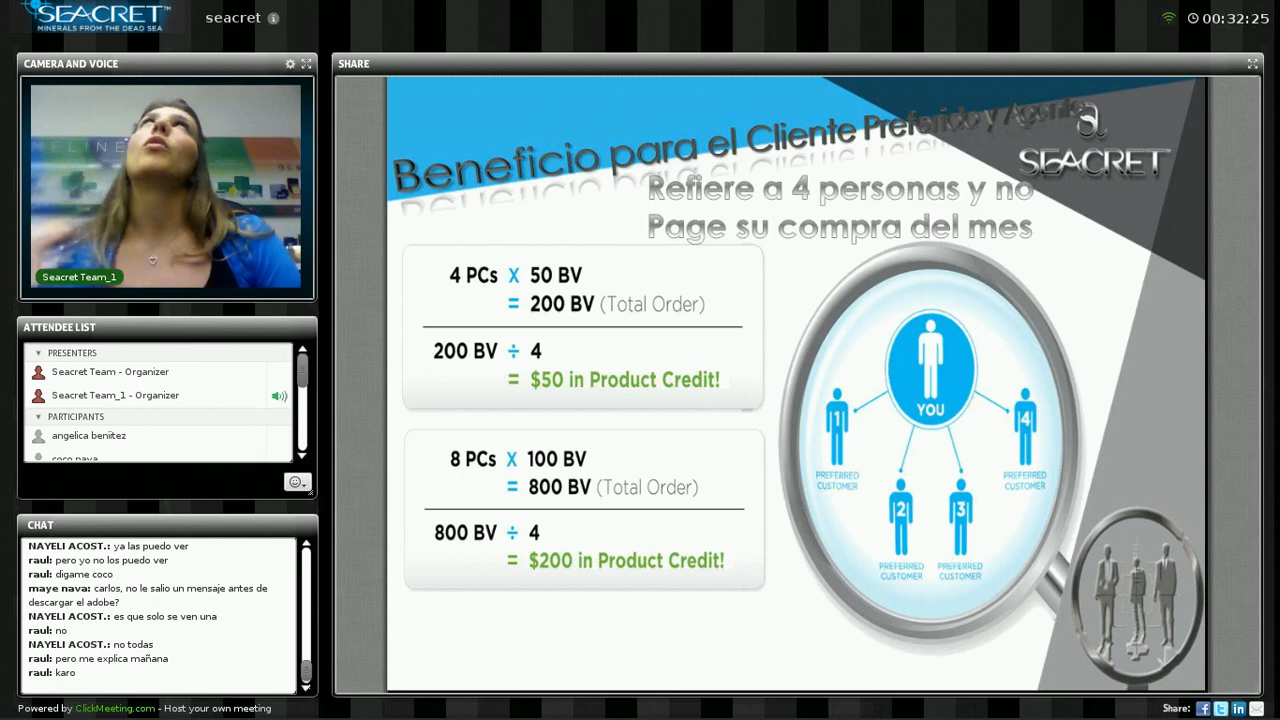 SEACRET™
MINERALS FROM THE DEAD SEA
seacret
00:32:25
CAMERA AND VOICE
Seacret Team_1
ATTENDEE LIST
PRESENTERS
Seacret Team - Organizer
Seacret Team_1 - Organizer
PARTICIPANTS
angelica beniitez
coco nava
CHAT
NAYELI ACOST.: ya las puedo ver
raul: pero yo no los puedo ver
raul: digame coco
maye nava: carlos, no le salio un mensaje antes de
descargar el adobe?
NAYELI ACOST.: es que solo se ven una
raul: no
NAYELI ACOST.: no todas
raul: pero me explica mañana
raul: karo
SHARE
Beneficio para el Cliente Preferido y Agente
SEACRET
Refiere a 4 personas y no
Page su compra del mes
4 PCs x 50 BV
= 200 BV (Total Order)
200 BV ÷ 4
= $50 in Product Credit!
8 PCs x 100 BV
= 800 BV (Total Order)
800 BV ÷ 4
= $200 in Product Credit!
YOU
1
PREFERRED
CUSTOMER
2
PREFERRED
CUSTOMER
3
PREFERRED
CUSTOMER
4
PREFERRED
CUSTOMER
Powered by ClickMeeting.com - Host your own meeting
Share: